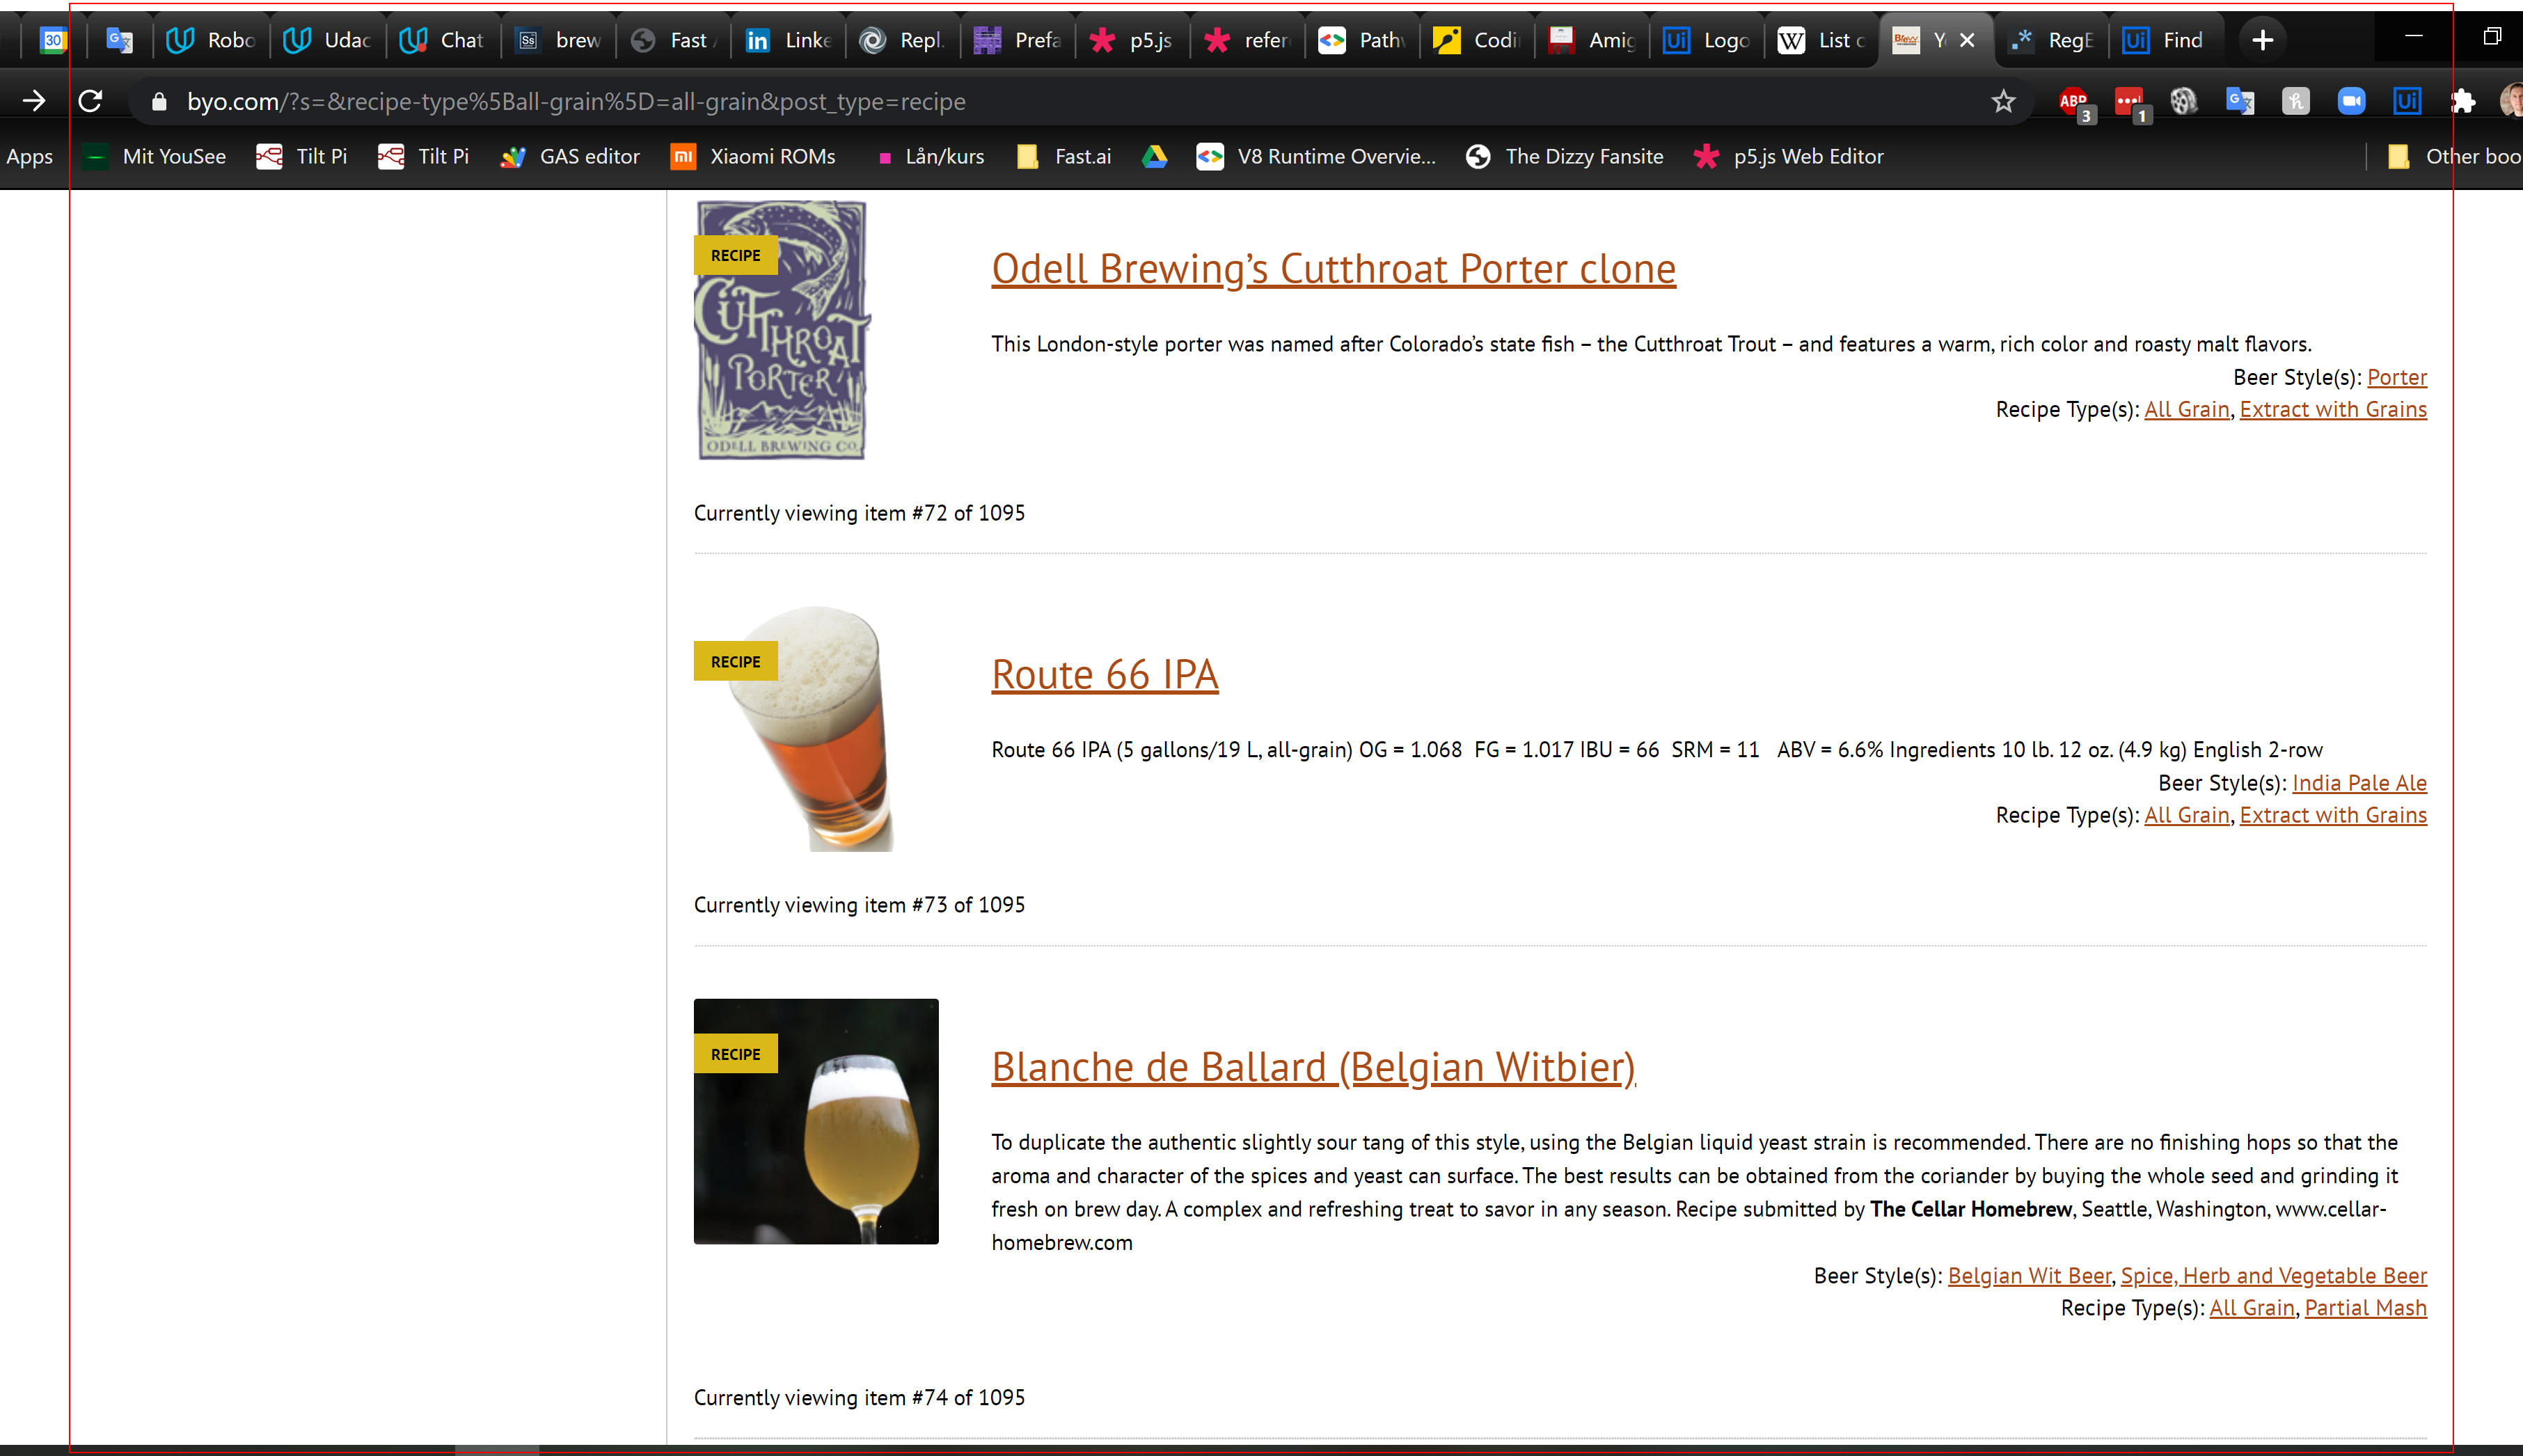 30 Robo Udac Chat Ss brew Fast in Linke Repl. Prefa p5.js refer Path Codi Amig Ui Logo W List Y RegE Ui Find
byo.com/?s=&recipe-type%5Ball-grain%5D=all-grain&post_type=recipe
ABP 3 1 Ui
Apps Mit YouSee Tilt Pi Tilt Pi GAS editor mi Xiaomi ROMs Lån/kurs Fast.ai V8 Runtime Overvie... The Dizzy Fansite p5.js Web Editor Other boo
RECIPE
CUTTHROAT
PORTER
ODELL BREWING CO.
Odell Brewing’s Cutthroat Porter clone
This London-style porter was named after Colorado’s state fish – the Cutthroat Trout – and features a warm, rich color and roasty malt flavors.
Beer Style(s): Porter
Recipe Type(s): All Grain, Extract with Grains
Currently viewing item #72 of 1095
RECIPE
Route 66 IPA
Route 66 IPA (5 gallons/19 L, all-grain) OG = 1.068 FG = 1.017 IBU = 66 SRM = 11 ABV = 6.6% Ingredients 10 lb. 12 oz. (4.9 kg) English 2-row
Beer Style(s): India Pale Ale
Recipe Type(s): All Grain, Extract with Grains
Currently viewing item #73 of 1095
RECIPE
Blanche de Ballard (Belgian Witbier)
To duplicate the authentic slightly sour tang of this style, using the Belgian liquid yeast strain is recommended. There are no finishing hops so that the
aroma and character of the spices and yeast can surface. The best results can be obtained from the coriander by buying the whole seed and grinding it
fresh on brew day. A complex and refreshing treat to savor in any season. Recipe submitted by The Cellar Homebrew, Seattle, Washington, www.cellar-
homebrew.com
Beer Style(s): Belgian Wit Beer, Spice, Herb and Vegetable Beer
Recipe Type(s): All Grain, Partial Mash
Currently viewing item #74 of 1095